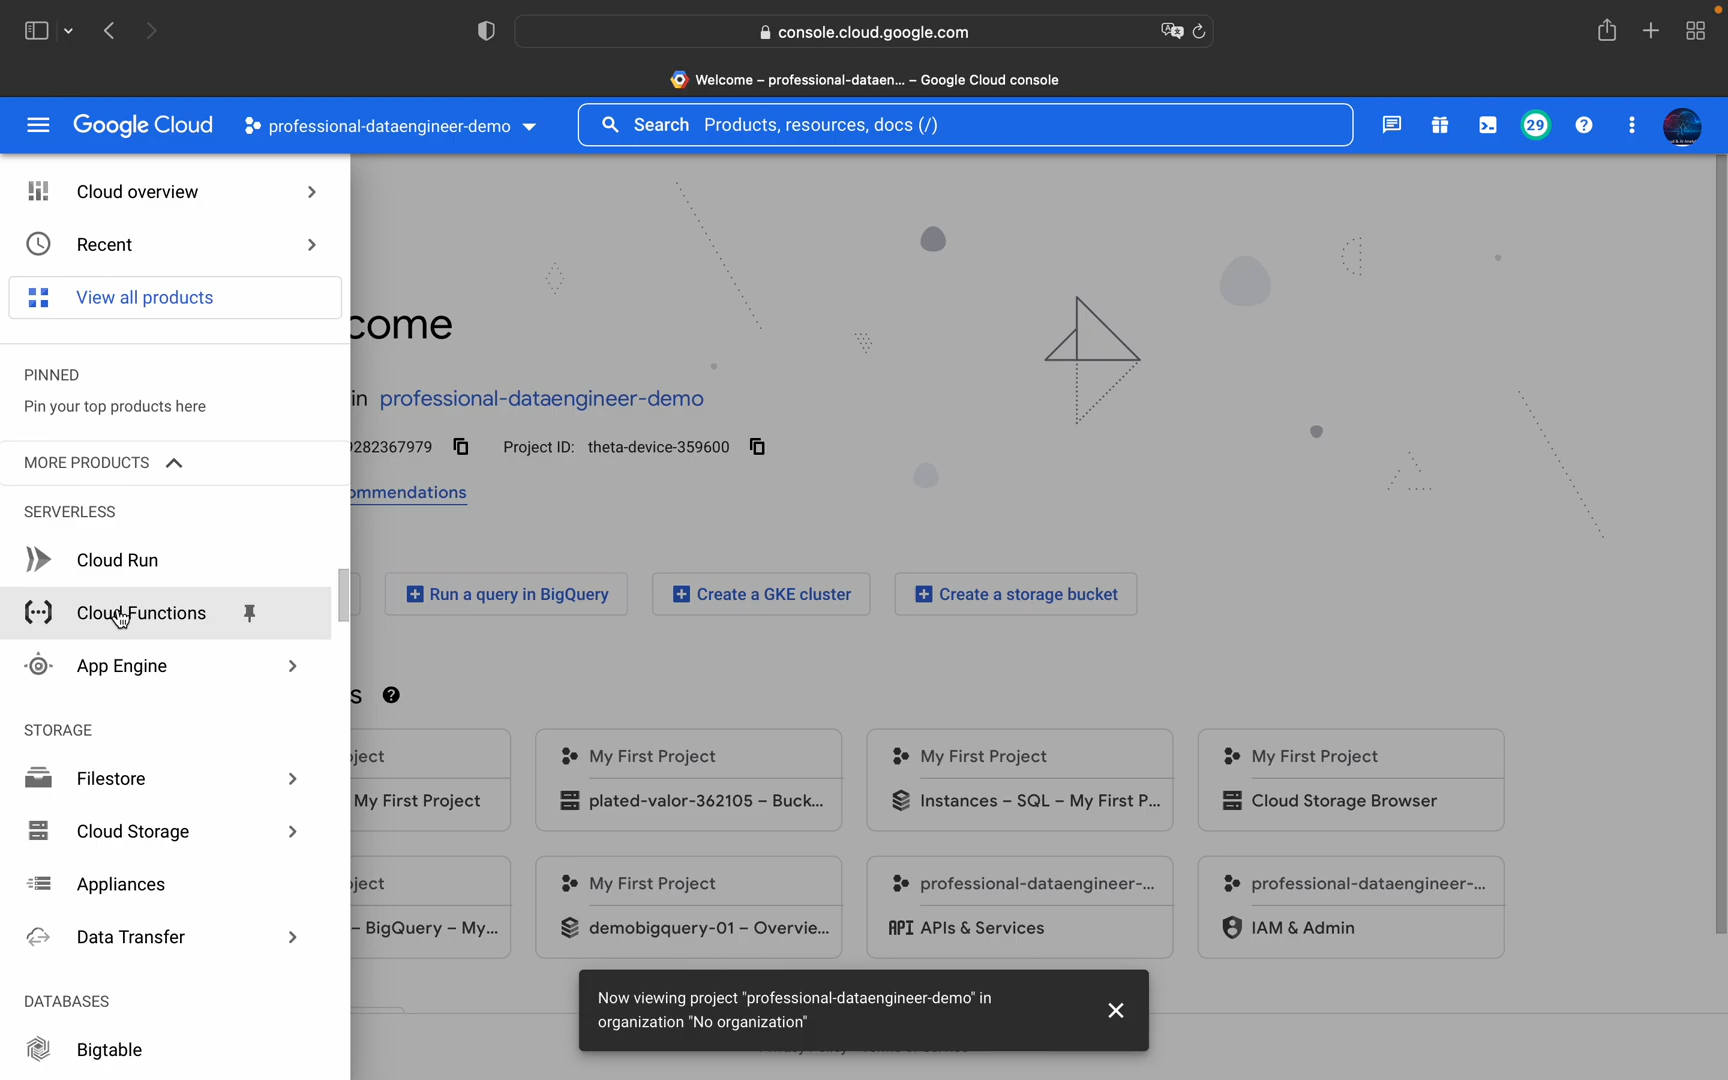 console.cloud.google.com
Welcome – professional-dataen... – Google Cloud console
Google Cloud
professional-dataengineer-demo
Search Products, resources, docs (/)
29
Cloud overview
Recent
View all products
PINNED
Pin your top products here
MORE PRODUCTS
SERVERLESS
Cloud Run
Cloud Functions
App Engine
STORAGE
Filestore
Cloud Storage
Appliances
Data Transfer
DATABASES
Bigtable
come
in professional-dataengineer-demo
9282367979 Project ID: theta-device-359600
ommendations
Run a query in BigQuery
Create a GKE cluster
Create a storage bucket
s
ject
My First Project
My First Project
plated-valor-362105 – Buck...
My First Project
Instances – SQL – My First P...
My First Project
Cloud Storage Browser
ject
– BigQuery – My...
My First Project
demobigquery-01 – Overvie...
professional-dataengineer-...
API APIs & Services
professional-dataengineer-...
IAM & Admin
Now viewing project "professional-dataengineer-demo" in
organization "No organization"